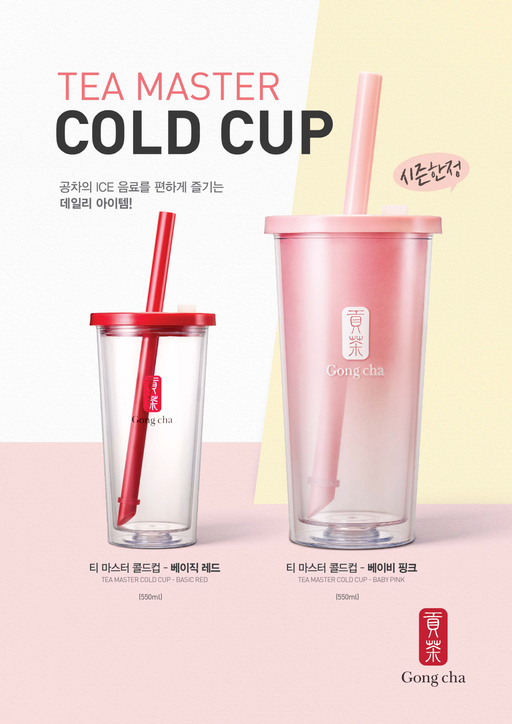 TEA MASTER
COLD CUP
공차의 ICE 음료를 편하게 즐기는
데일리 아이템!
시즌한정
貢茶
Gong cha
貢茶
Gong cha
티 마스터 콜드컵 - 베이직 레드
TEA MASTER COLD CUP - BASIC RED
[550ml]
티 마스터 콜드컵 - 베이비 핑크
TEA MASTER COLD CUP - BABY PINK
[550ml]
貢茶
Gong cha